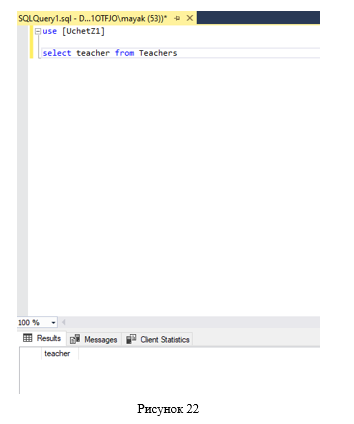 SQLQuery1.sql - D...1OTFJO\mayak (53))*
use [UchetZ1]
select teacher from Teachers
100 %
Results Messages Client Statistics
teacher
Рисунок 22